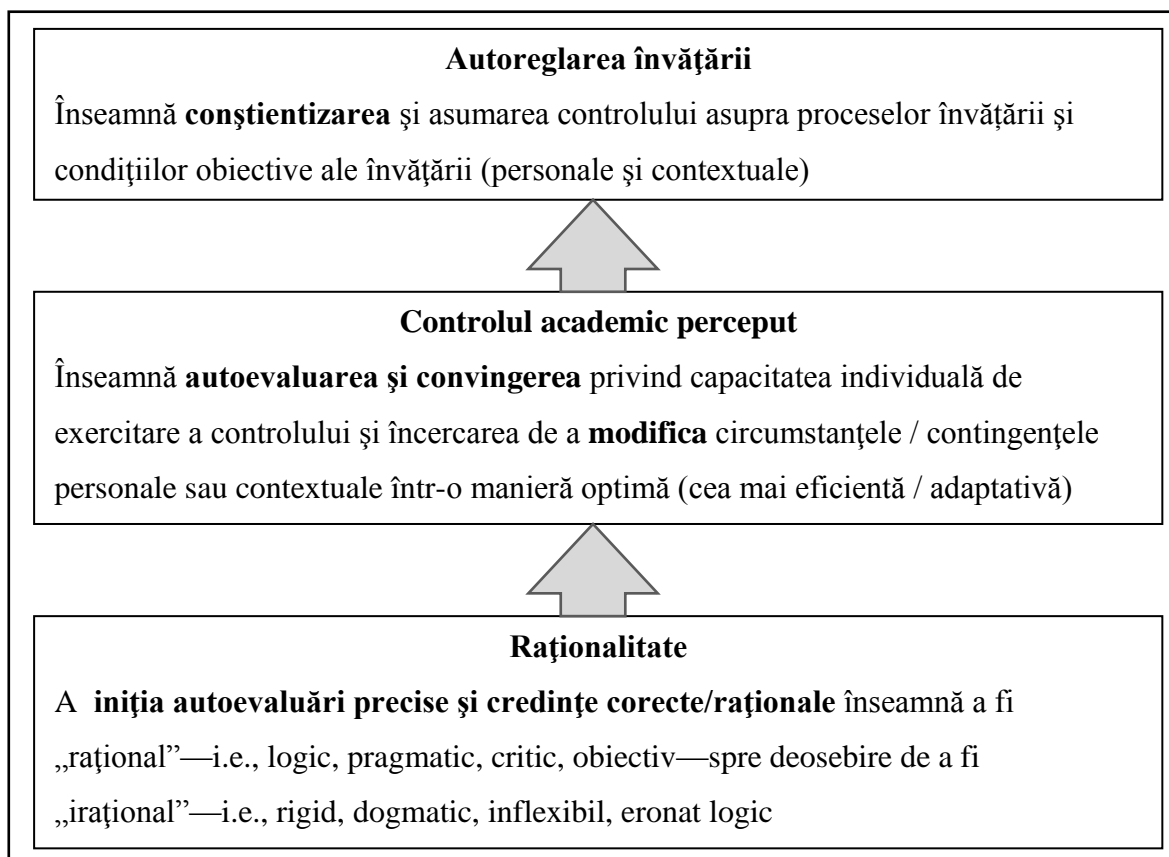 Autoreglarea învăţării
Înseamnă conştientizarea şi asumarea controlului asupra proceselor învățării şi
condiţiilor obiective ale învăţării (personale şi contextuale)
Controlul academic perceput
Înseamnă autoevaluarea şi convingerea privind capacitatea individuală de
exercitare a controlului şi încercarea de a modifica circumstanţele / contingenţele
personale sau contextuale într-o manieră optimă (cea mai eficientă / adaptativă)
Raţionalitate
A iniţia autoevaluări precise şi credinţe corecte/raţionale înseamnă a fi
„raţional”—i.e., logic, pragmatic, critic, obiectiv—spre deosebire de a fi
„iraţional”—i.e., rigid, dogmatic, inflexibil, eronat logic